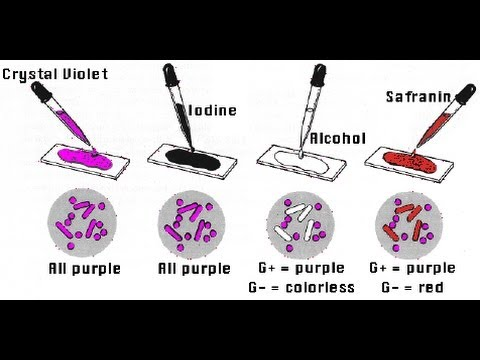 Crystal Violet
Iodine
Alcohol
Safranin
All purple
All purple
G+ = purple
G- = colorless
G+ = purple
G- = red